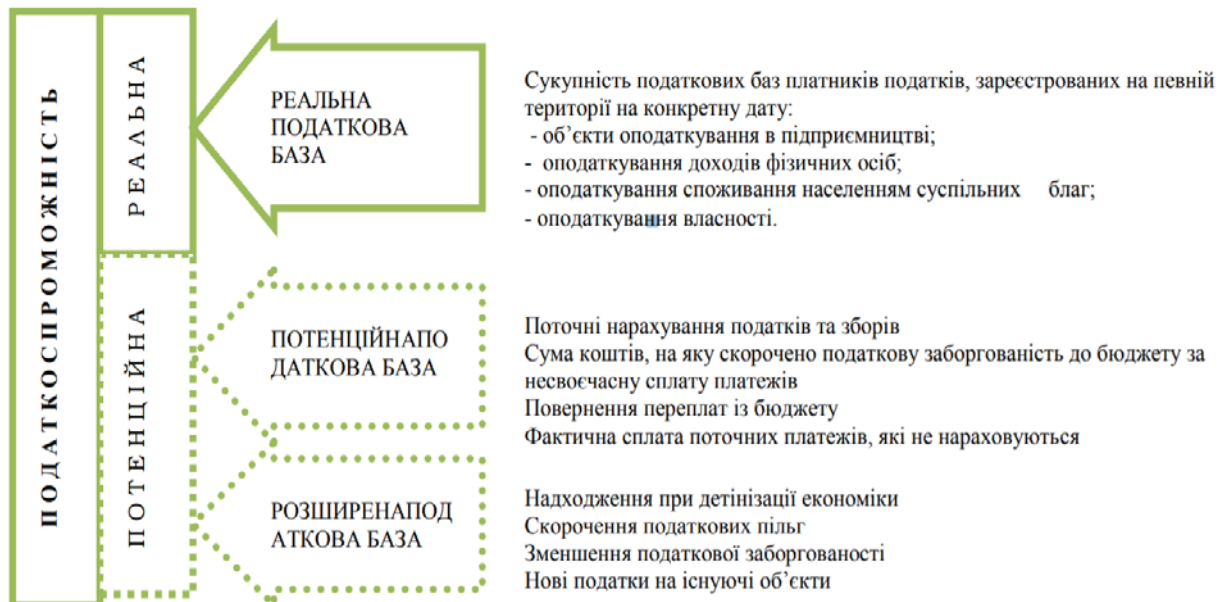 ПОДАТКОСПРОМОЖНІСТЬ
РЕАЛЬНА
РЕАЛЬНА
ПОДАТКОВА
БАЗА
Сукупність податкових баз платників податків, зареєстрованих на певній
території на конкретну дату:
- об’єкти оподаткування в підприємництві;
- оподаткування доходів фізичних осіб;
- оподаткування споживання населенням суспільних благ;
- оподаткування власності.
ПОТЕНЦІЙНА
ПОТЕНЦІЙНАПО
ДАТКОВА БАЗА
Поточні нарахування податків та зборів
Сума коштів, на яку скорочено податкову заборгованість до бюджету за
несвоєчасну сплату платежів
Повернення переплат із бюджету
Фактична сплата поточних платежів, які не нараховуються
РОЗШИРЕНАПОД
АТКОВА БАЗА
Надходження при детінізації економіки
Скорочення податкових пільг
Зменшення податкової заборгованості
Нові податки на існуючі об’єкти